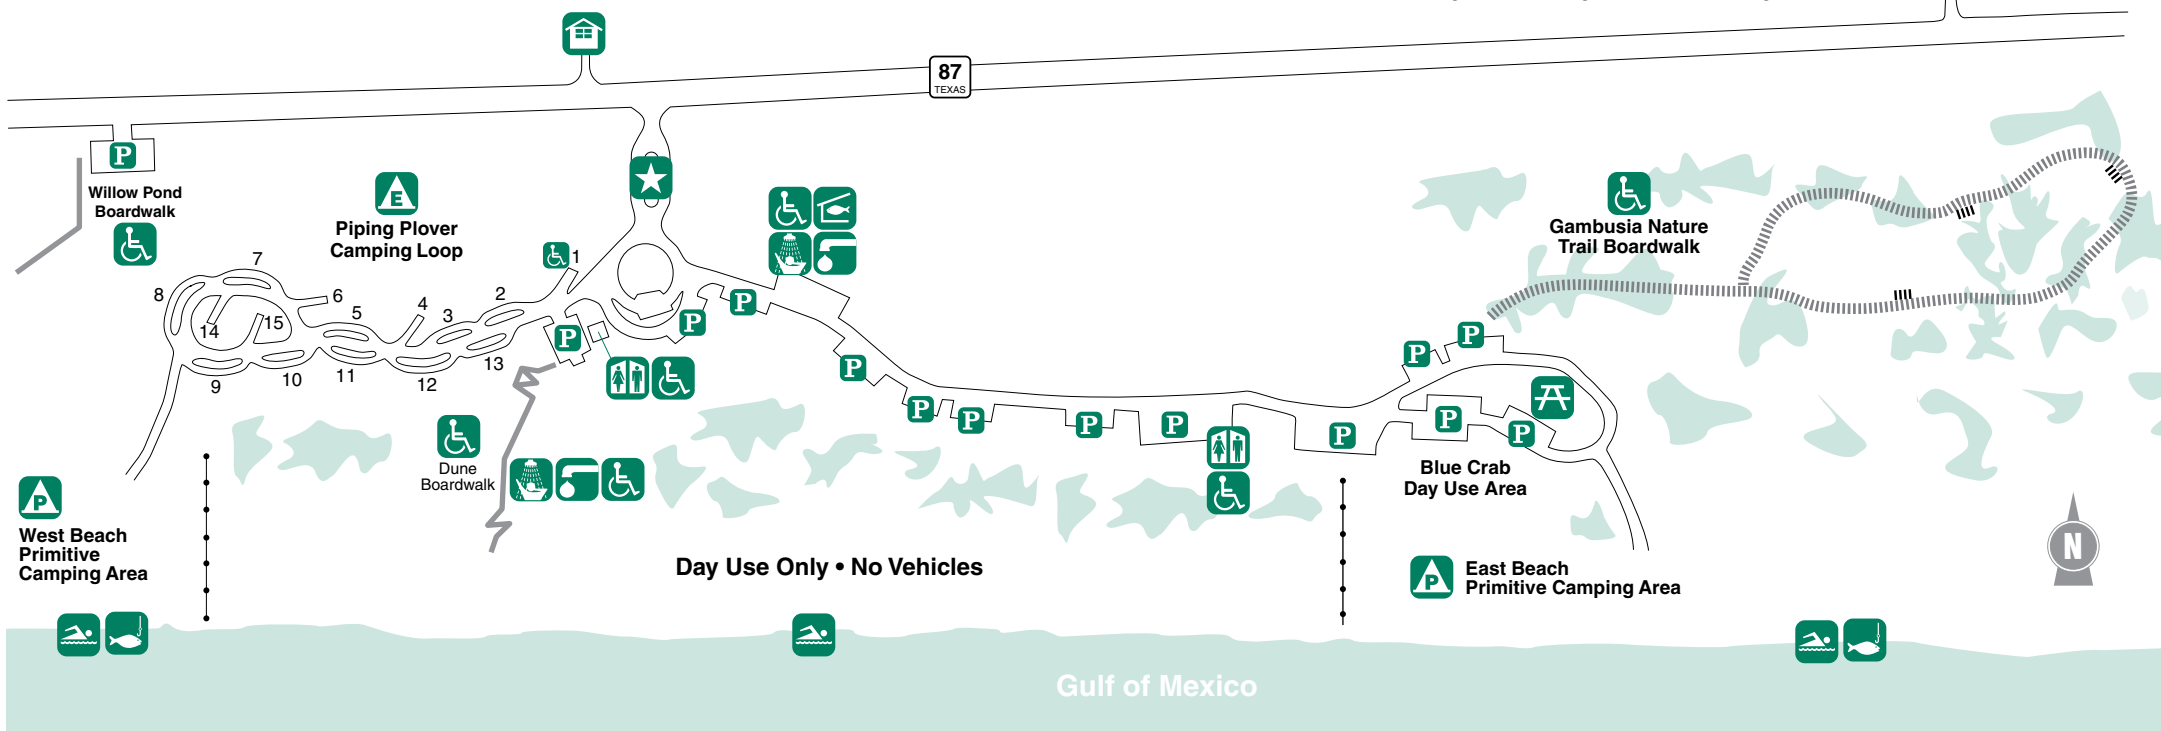 87
TEXAS
P
Willow Pond
Boardwalk
E
Piping Plover
Camping Loop
Gambusia Nature
Trail Boardwalk
1
2
3
4
5
6
7
8
9
10
11
12
13
14
15
P
P
P
P
P
P
P
P
P
P
P
P
P
P
Dune
Boardwalk
Blue Crab
Day Use Area
P
West Beach
Primitive
Camping Area
Day Use Only • No Vehicles
P
East Beach
Primitive Camping Area
N
Gulf of Mexico